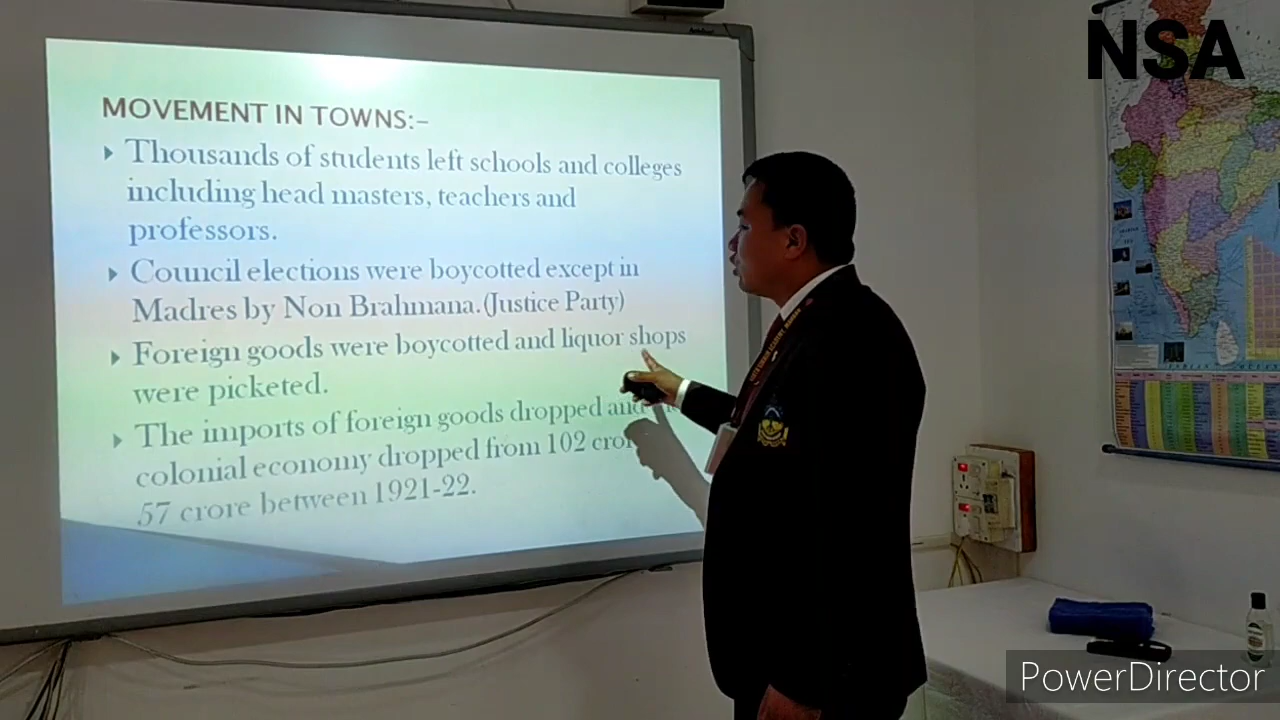 NSA
MOVEMENT IN TOWNS:-
Thousands of students left schools and colleges
including head masters, teachers and
professors.
Council elections were boycotted except in
Madres by Non Brahmana.(Justice Party)
Foreign goods were boycotted and liquor shops
were picketed.
The imports of foreign goods dropped and
colonial economy dropped from 102
57 crore between 1921-22.
PowerDirector